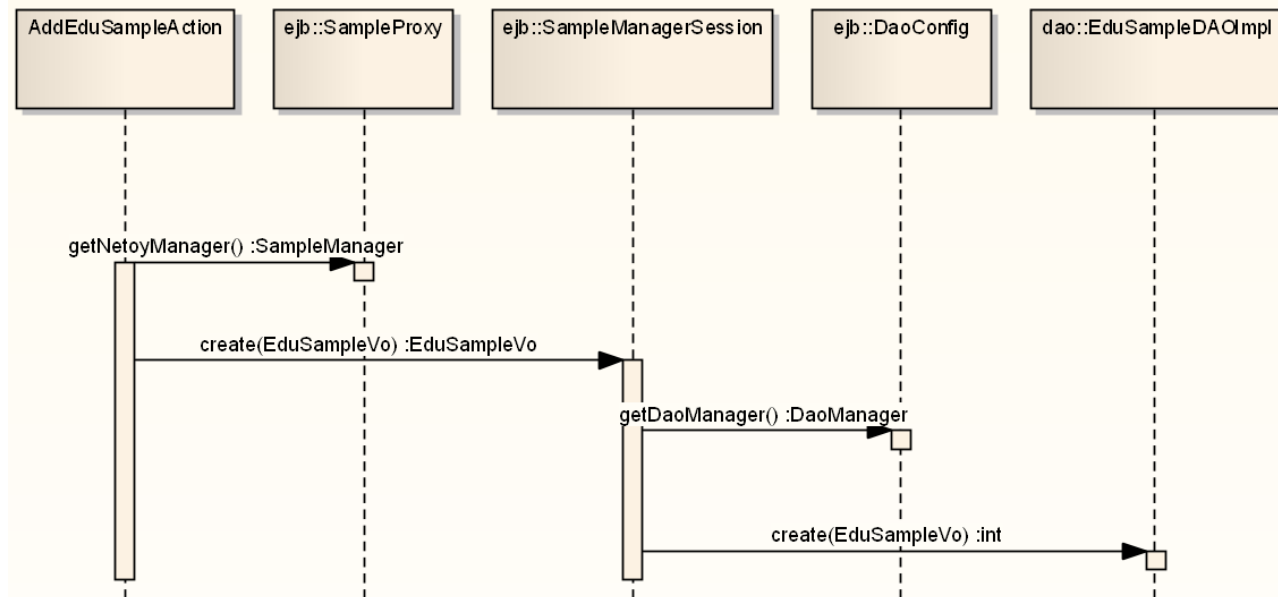 AddEduSampleAction
ejb::SampleProxy
ejb::SampleManagerSession
ejb::DaoConfig
dao::EduSampleDAOImpl
getNetoyManager() :SampleManager
create(EduSampleVo) :EduSampleVo
getDaoManager() :DaoManager
create(EduSampleVo) :int